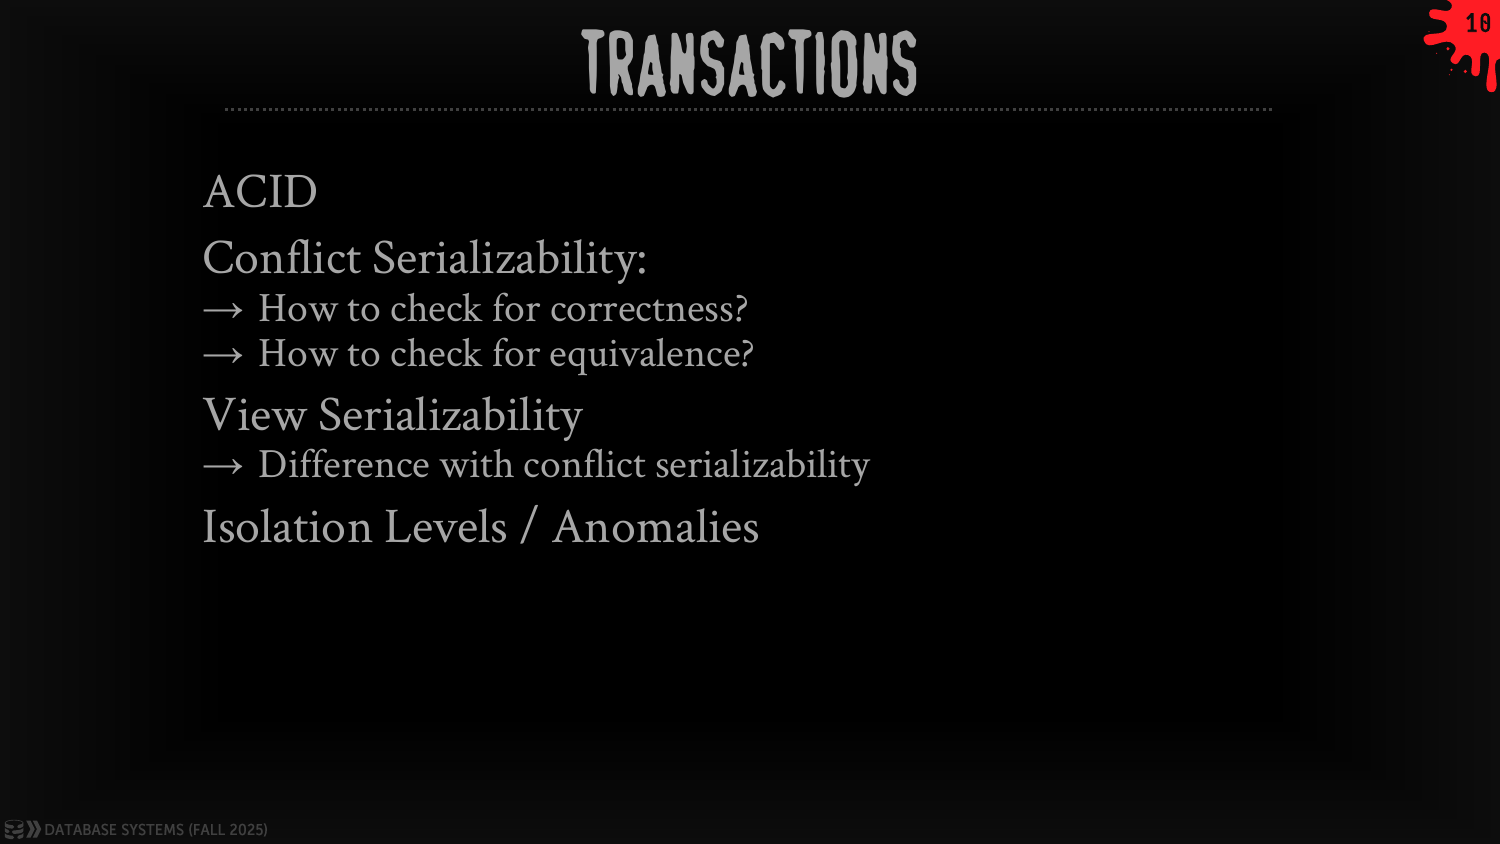 TRANSACTIONS
10
ACID
Conflict Serializability:
→ How to check for correctness?
→ How to check for equivalence?
View Serializability
→ Difference with conflict serializability
Isolation Levels / Anomalies
DATABASE SYSTEMS (FALL 2025)